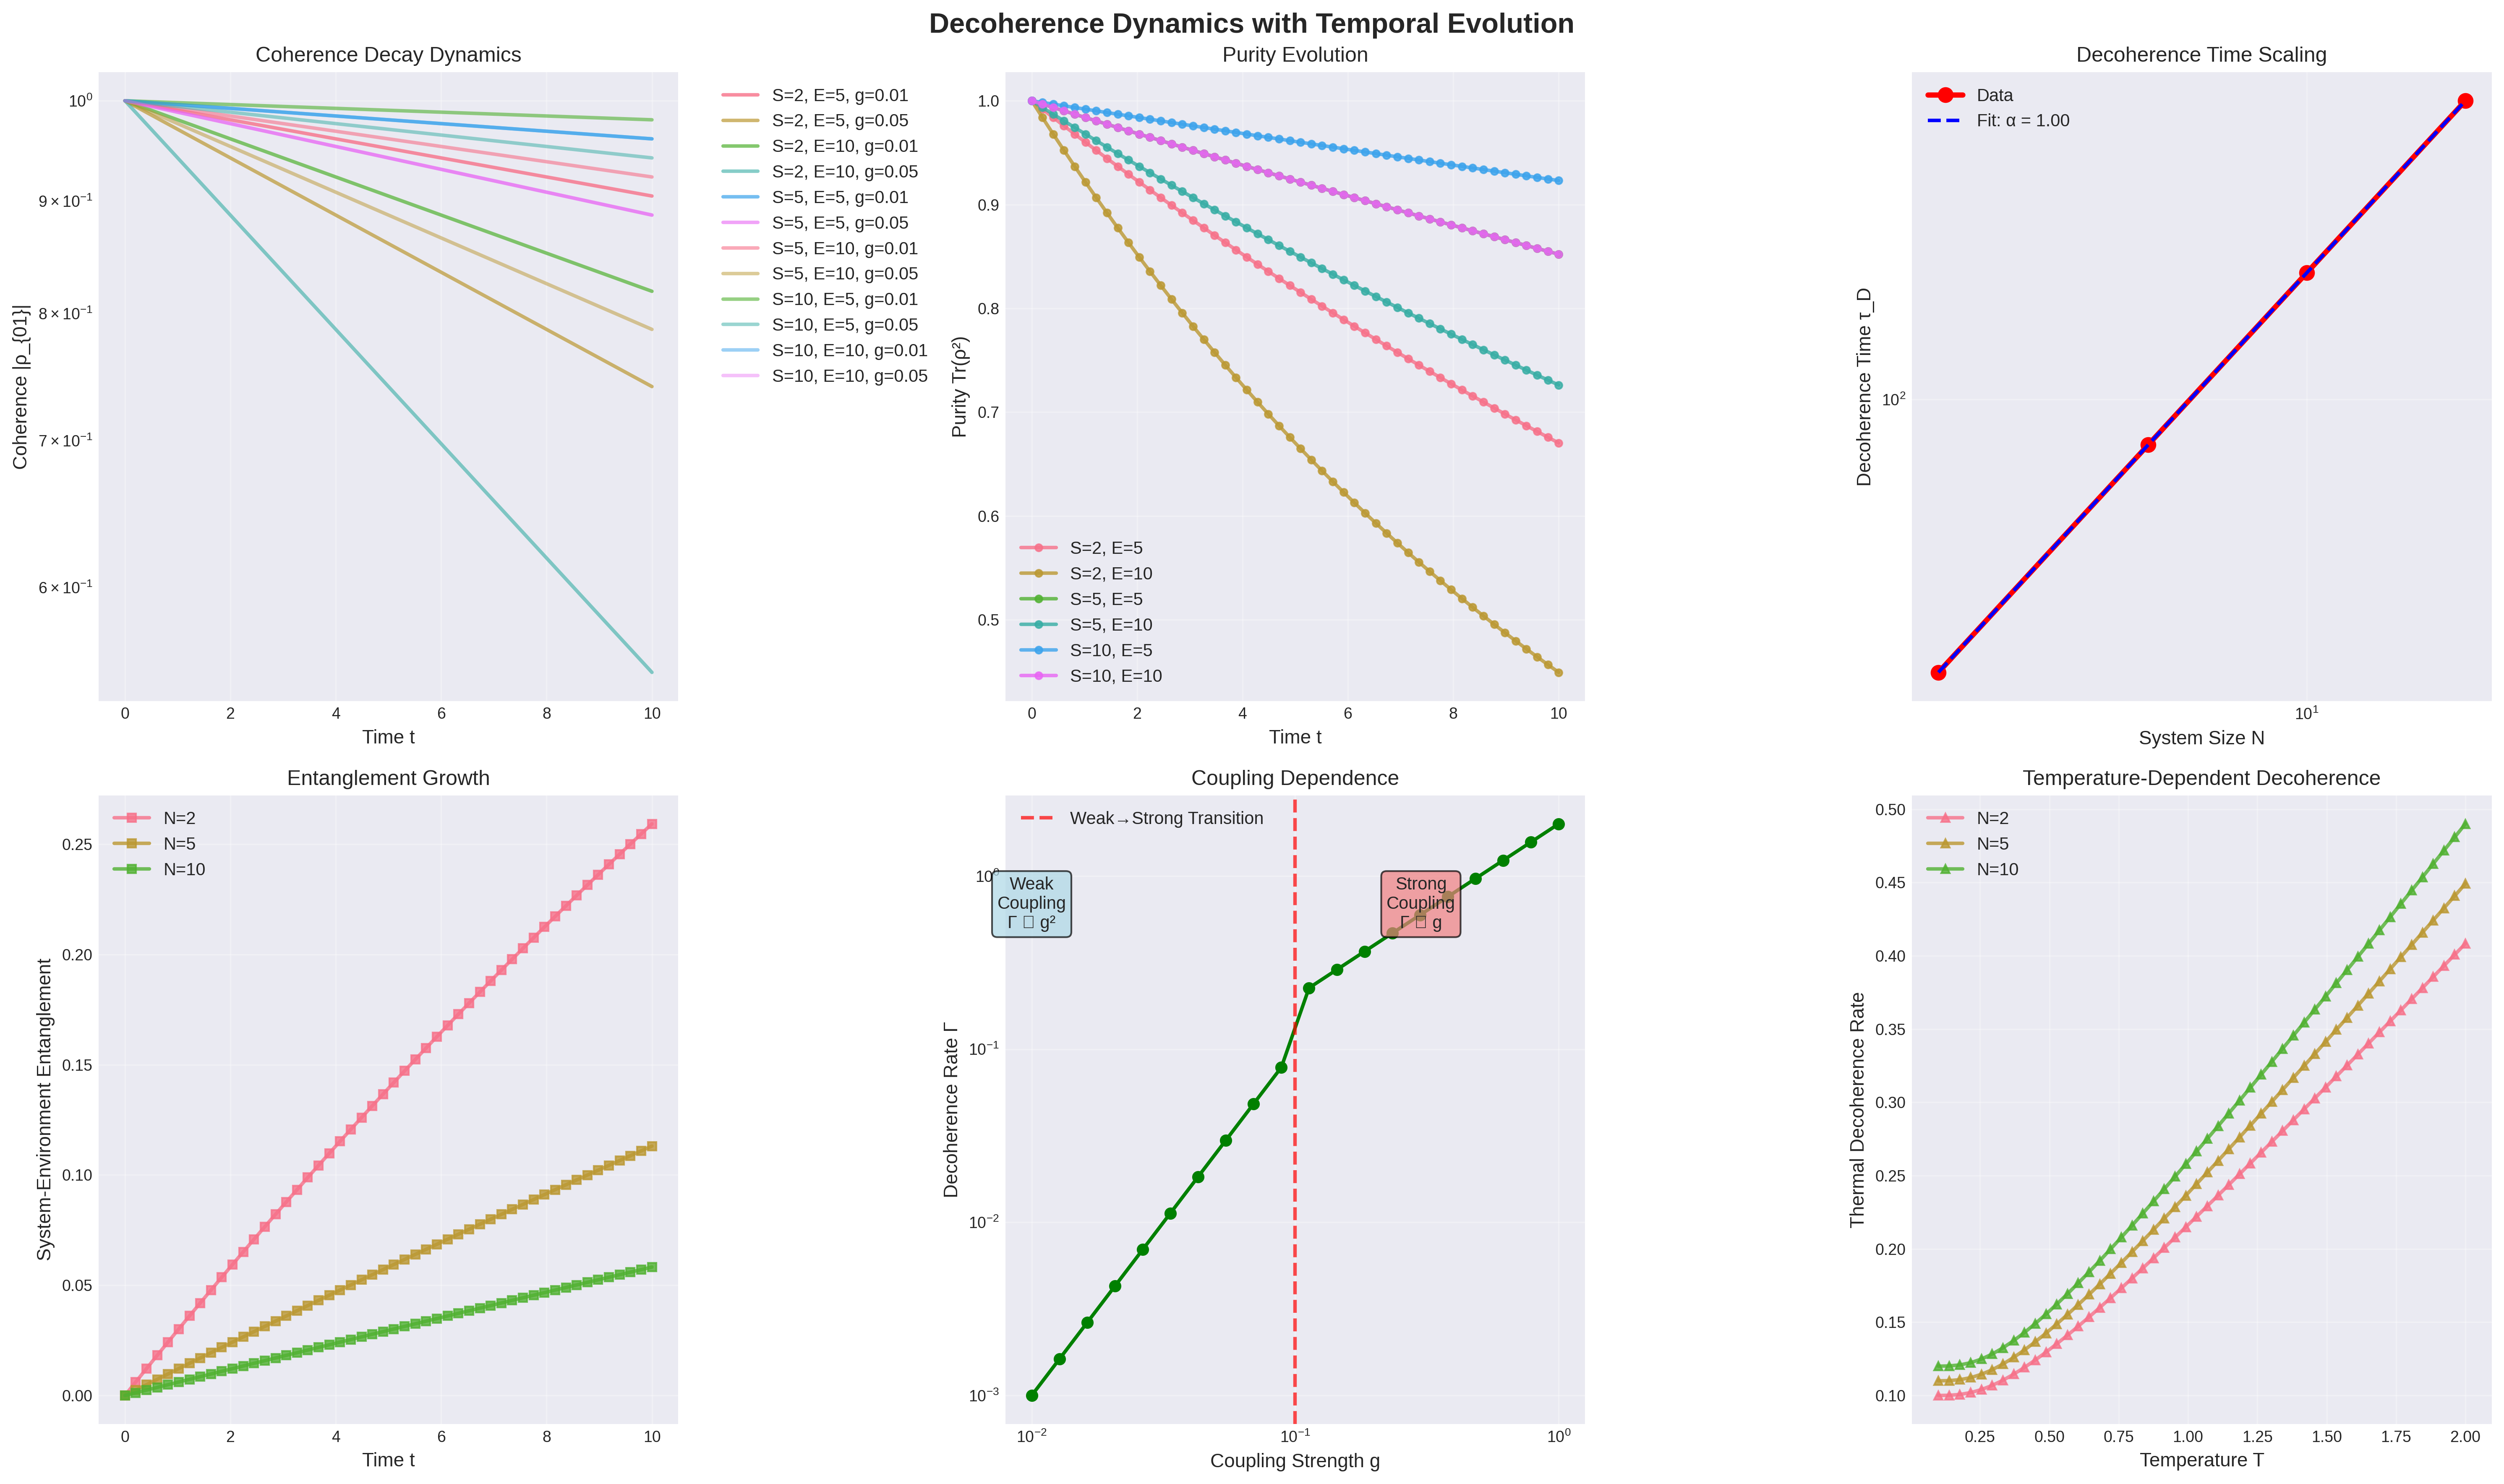 Decoherence Dynamics with Temporal Evolution
Coherence Decay Dynamics
Coherence |ρ_{01}|
10⁰
9 × 10⁻¹
8 × 10⁻¹
7 × 10⁻¹
6 × 10⁻¹
0 2 4 6 8 10
Time t
S=2, E=5, g=0.01
S=2, E=5, g=0.05
S=2, E=10, g=0.01
S=2, E=10, g=0.05
S=5, E=5, g=0.01
S=5, E=5, g=0.05
S=5, E=10, g=0.01
S=5, E=10, g=0.05
S=10, E=5, g=0.01
S=10, E=5, g=0.05
S=10, E=10, g=0.01
S=10, E=10, g=0.05
Purity Evolution
Purity Tr(ρ²)
1.0
0.9
0.8
0.7
0.6
0.5
S=2, E=5
S=2, E=10
S=5, E=5
S=5, E=10
S=10, E=5
S=10, E=10
0 2 4 6 8 10
Time t
Decoherence Time Scaling
Data
Fit: α = 1.00
Decoherence Time τ_D
10²
10¹
System Size N
Entanglement Growth
N=2
N=5
N=10
System-Environment Entanglement
0.25
0.20
0.15
0.10
0.05
0.00
0 2 4 6 8 10
Time t
Coupling Dependence
Weak→Strong Transition
Decoherence Rate Γ
10⁰
10⁻¹
10⁻²
10⁻³
Weak
Coupling
Γ □ g²
Strong
Coupling
Γ □ g
10⁻² 10⁻¹ 10⁰
Coupling Strength g
Temperature-Dependent Decoherence
N=2
N=5
N=10
Thermal Decoherence Rate
0.50
0.45
0.40
0.35
0.30
0.25
0.20
0.15
0.10
0.25 0.50 0.75 1.00 1.25 1.50 1.75 2.00
Temperature T